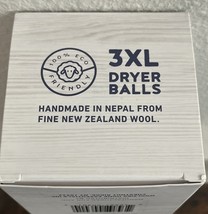 100% ECO
FRIENDLY
3XL
DRYER
BALLS
HANDMADE IN NEPAL FROM
FINE NEW ZEALAND WOOL.